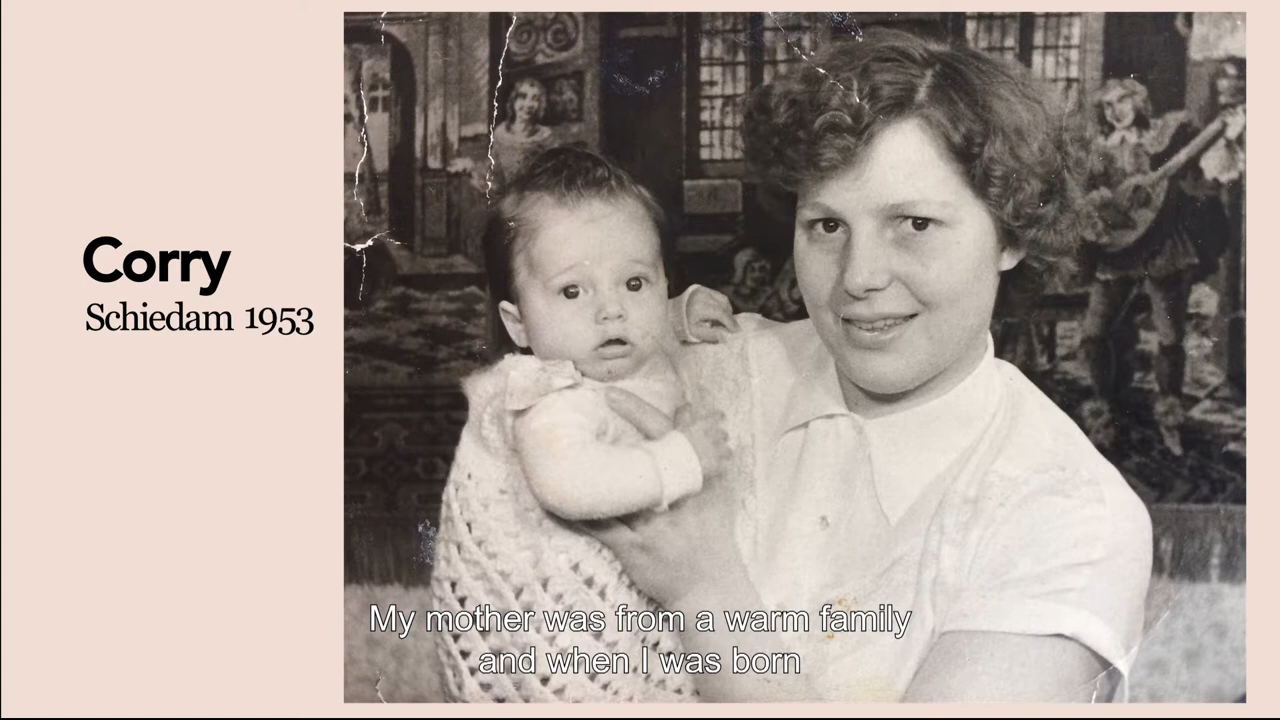 Corry
Schiedam 1953
My mother was from a warm family
and when I was born